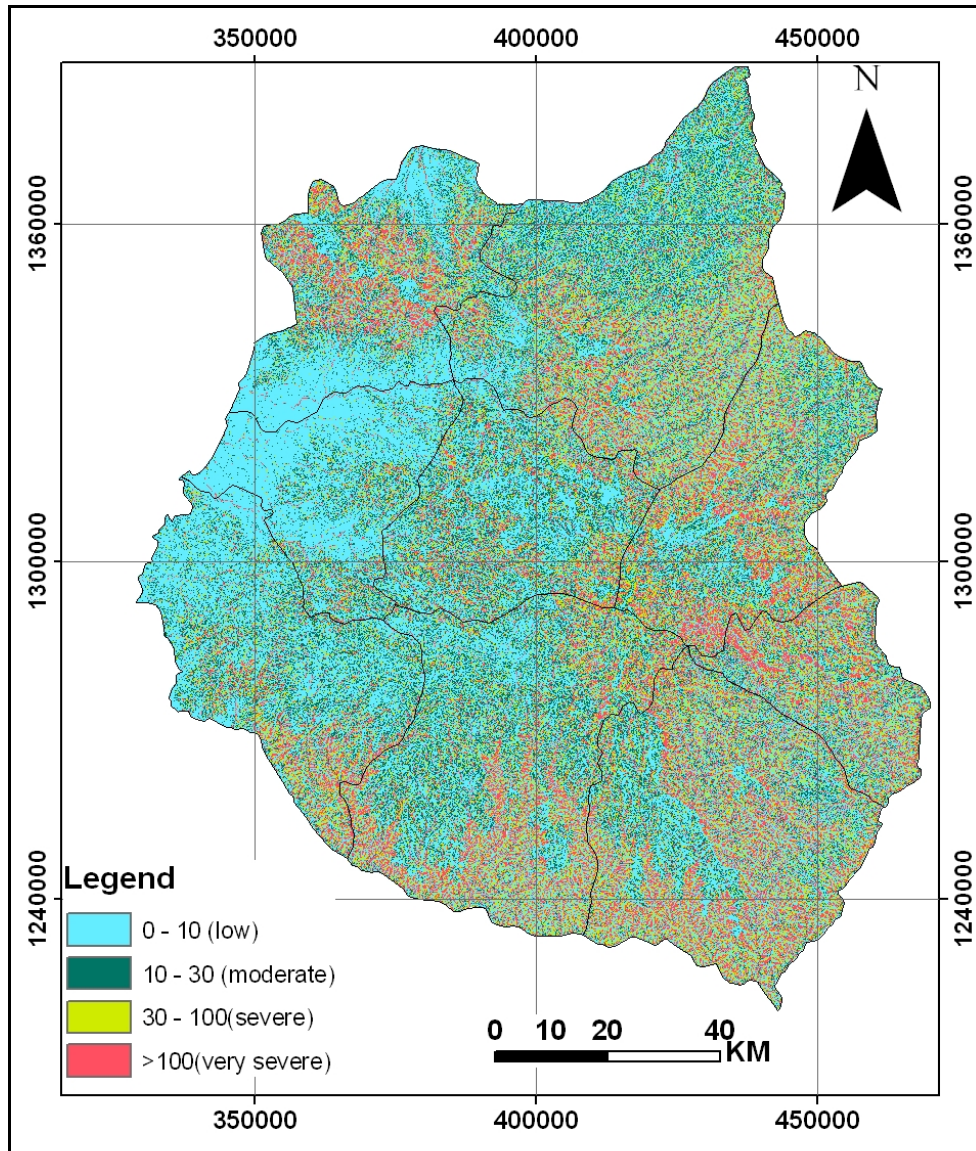 350000 400000 450000
N
1360000 1360000
1300000 1300000
1240000 1240000
Legend
0 - 10 (low)
10 - 30 (moderate)
30 - 100(severe)
>100(very severe)
0 10 20 40
KM
350000 400000 450000